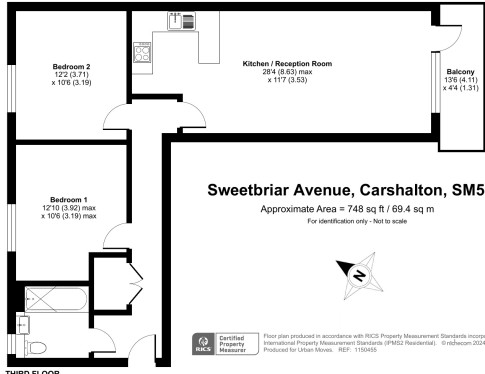 Bedroom 2
12'2 (3.71)
x 10'6 (3.19)
Kitchen / Reception Room
28'4 (8.63) max
x 11'7 (3.53)
Balcony
13'6 (4.11)
x 4'4 (1.31)
Bedroom 1
12'10 (3.92) max
x 10'6 (3.19) max
Sweetbriar Avenue, Carshalton, SM5
Approximate Area = 748 sq ft / 69.4 sq m
For identification only - Not to scale
N
RICS
Certified
Property
Measurer
Floor plan produced in accordance with RICS Property Measurement Standards incorpo
International Property Measurement Standards (IPMS2 Residential). © nichecom 2024
Produced for Urban Moves. REF: 1150455
THIRD FLOOR